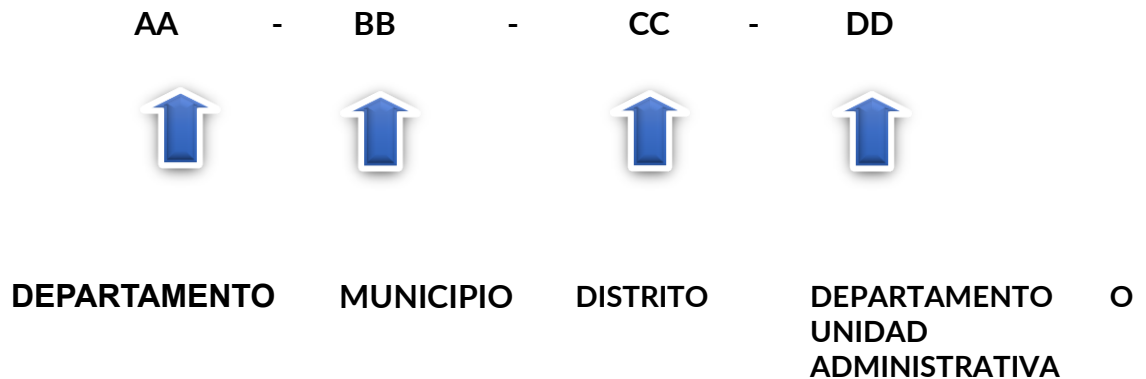 AA - BB - CC - DD
DEPARTAMENTO MUNICIPIO DISTRITO DEPARTAMENTO O
UNIDAD
ADMINISTRATIVA